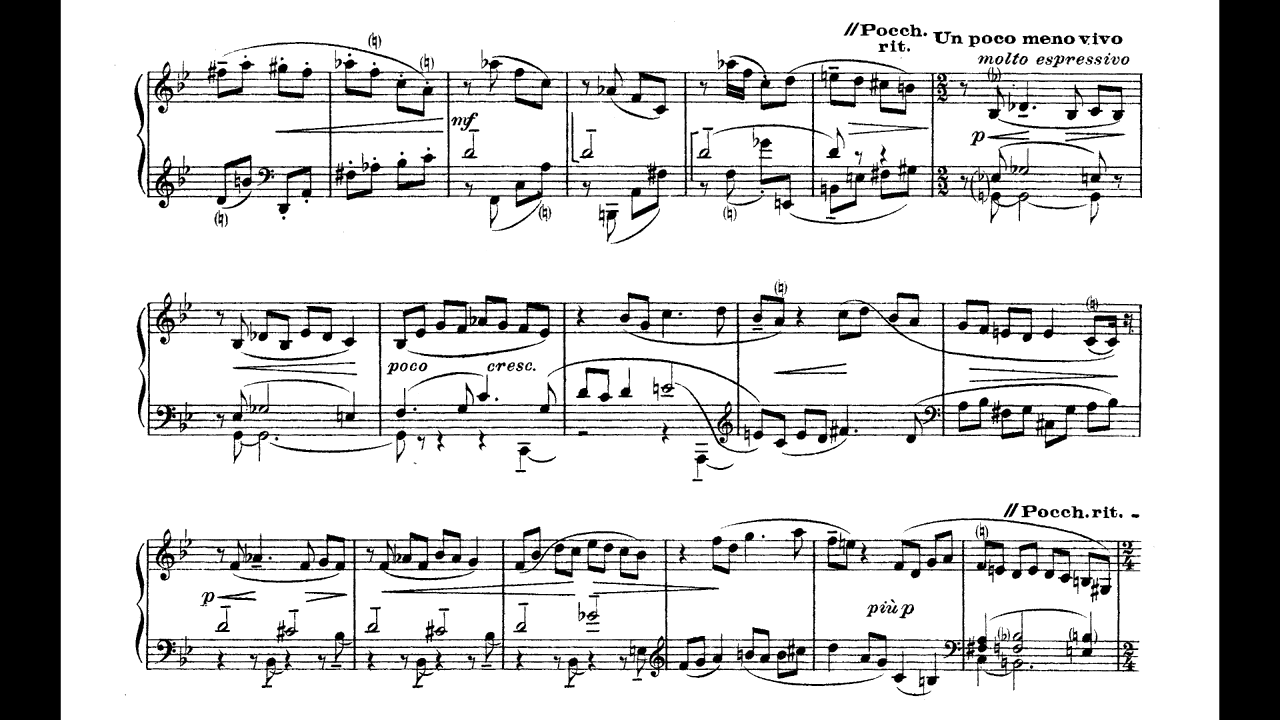 //Pocch.
rit.
Un poco meno vivo
molto espressivo
mf
p
poco cresc.
p
più p
//Pocch. rit. -